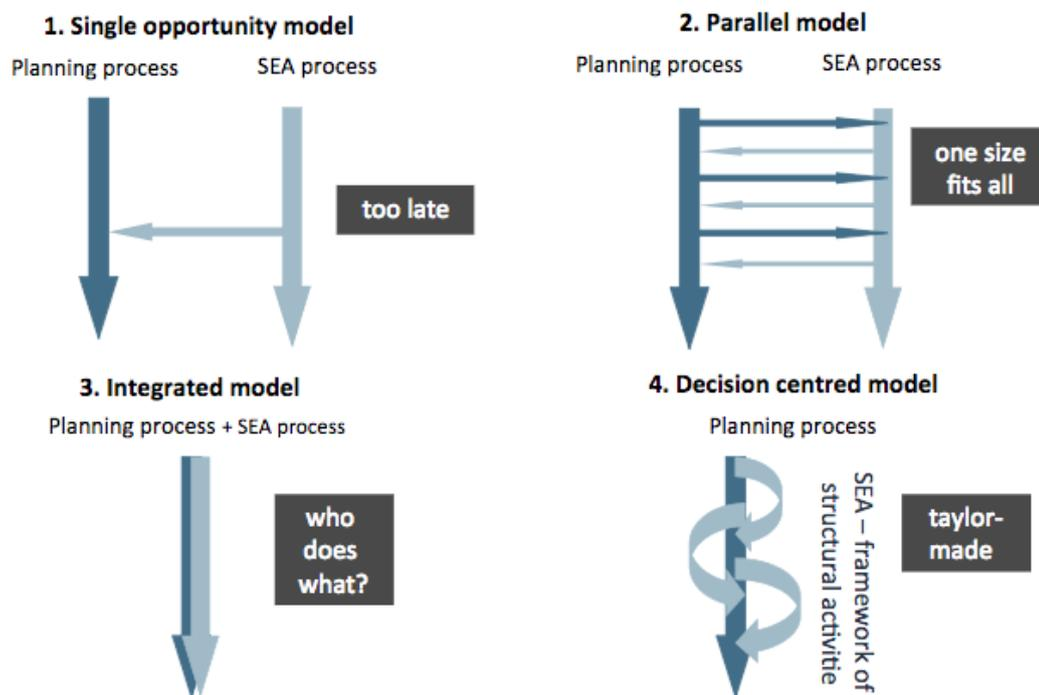 1. Single opportunity model
Planning process
SEA process
too late
2. Parallel model
Planning process
SEA process
one size
fits all
3. Integrated model
Planning process + SEA process
who
does
what?
4. Decision centred model
Planning process
SEA – framework of
structural activitie
taylor-
made